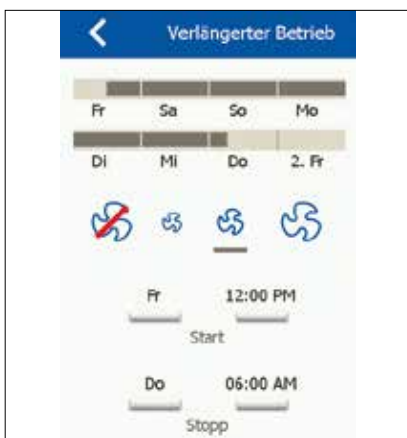 Verlängerter Betrieb
Fr Sa So Mo
Di Mi Do 2. Fr
Fr 12:00 PM
Start
Do 06:00 AM
Stopp